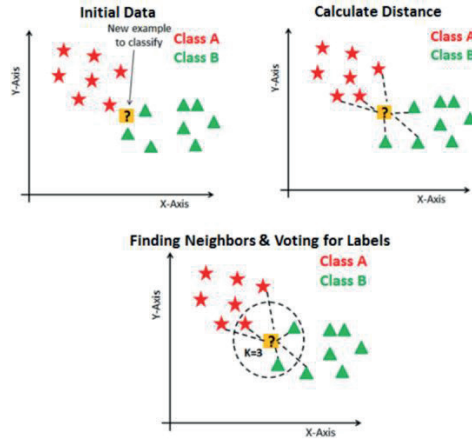 Initial Data
New example
to classify
Class A
Class B
Y-Axis
?
X-Axis
Calculate Distance
Class A
Class B
Y-Axis
?
X-Axis
Finding Neighbors & Voting for Labels
Class A
Class B
Y-Axis
?
K=3
X-Axis